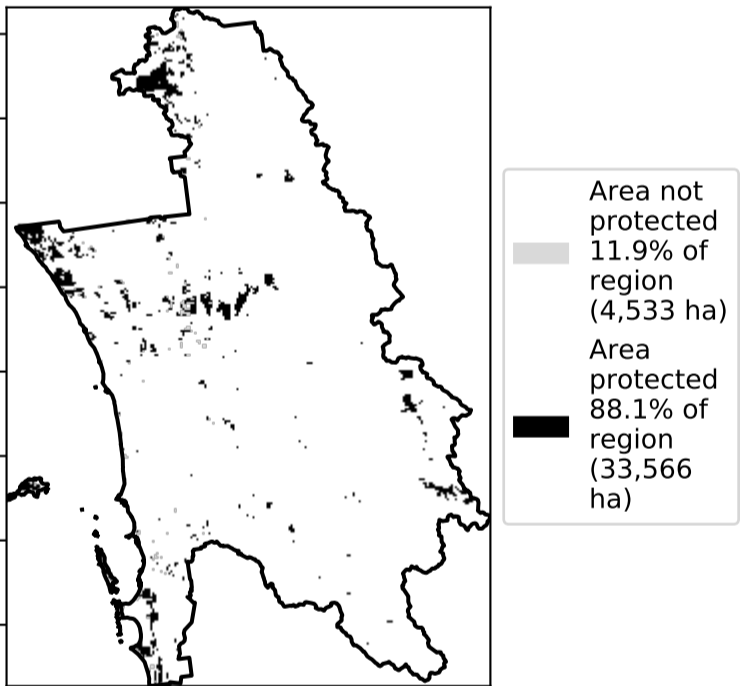 Area not
protected
11.9% of
region
(4,533 ha)
Area
protected
88.1% of
region
(33,566
ha)